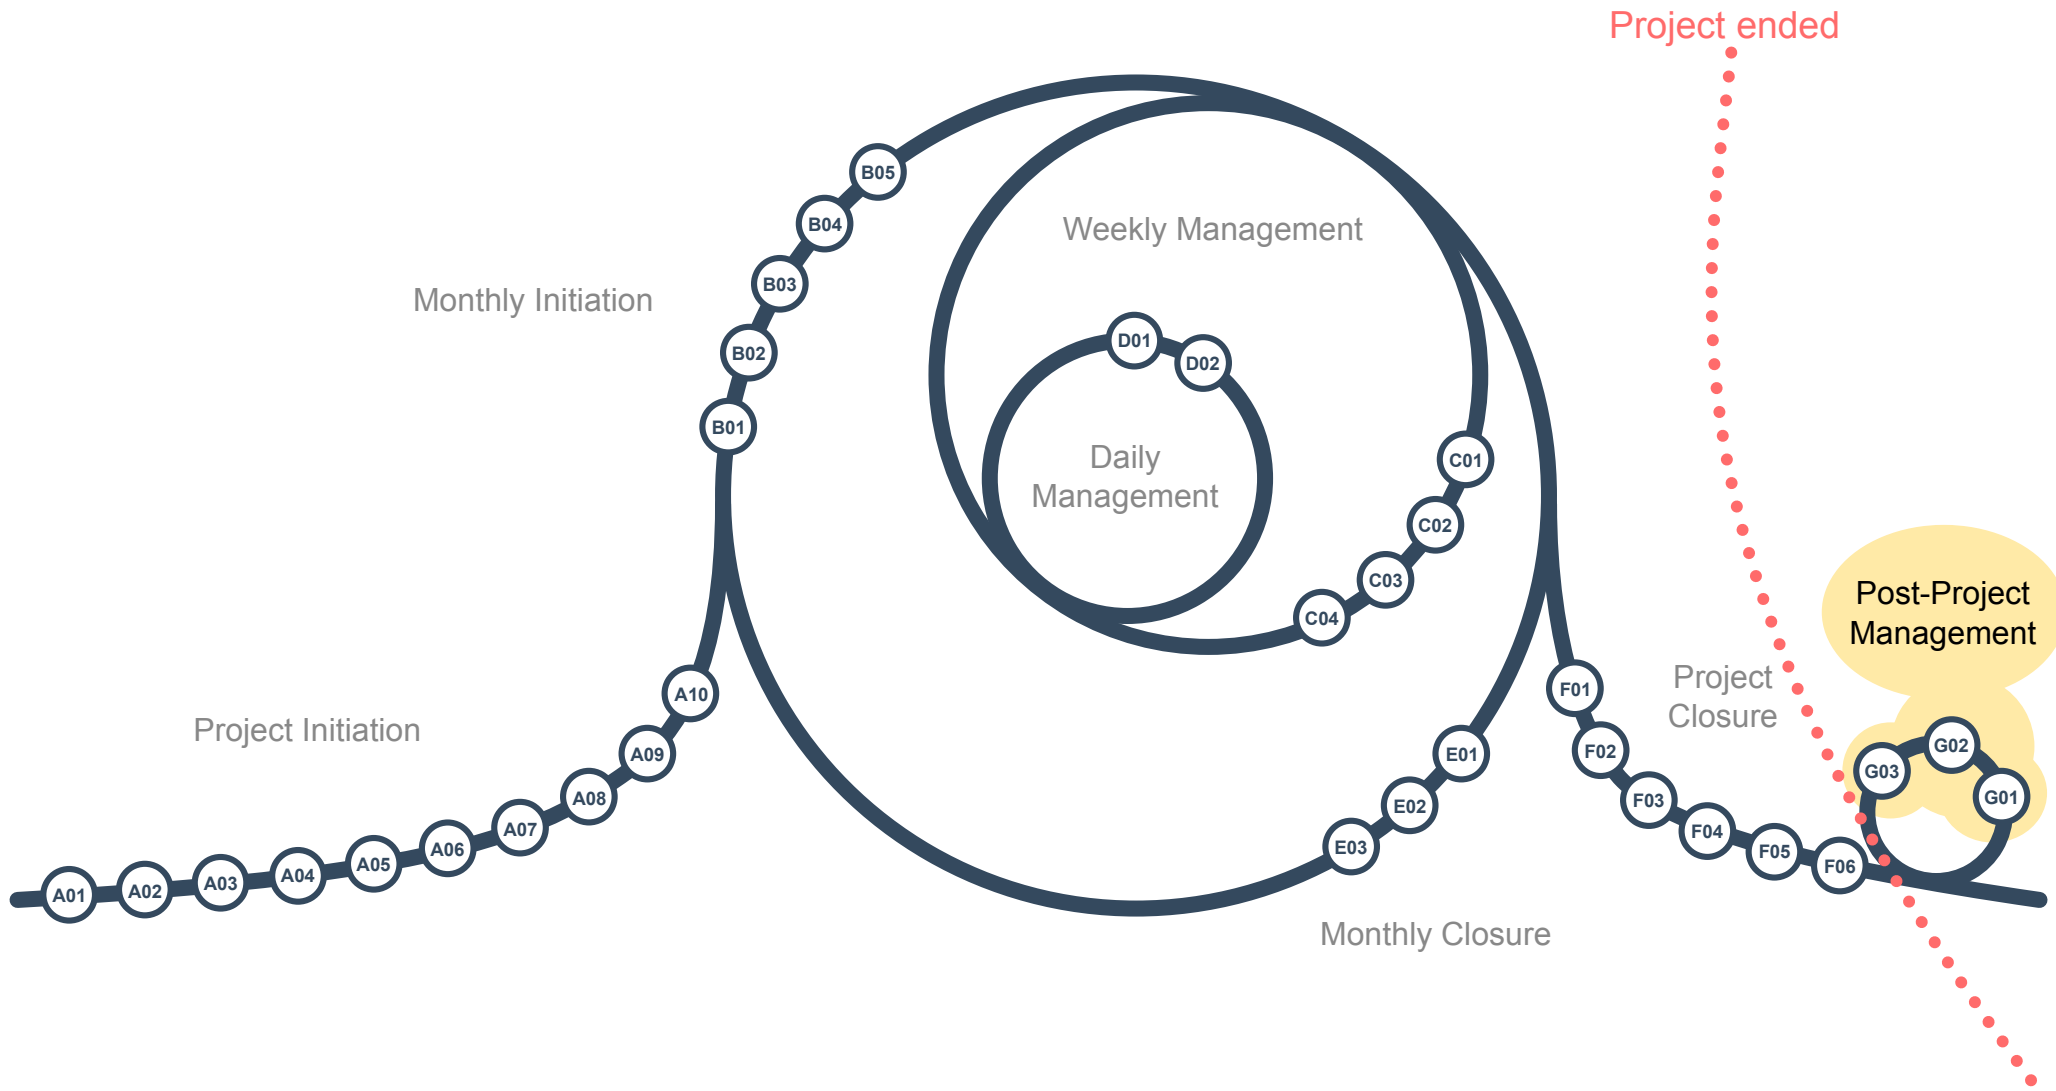 Project ended
B05
B04
Weekly Management
B03
Monthly Initiation
D01
B02
D02
B01
Daily
Management
C01
C02
C03
Post-Project
Management
C04
Project
Closure
F01
A10
Project Initiation
G02
F02
E01
A09
G03
A08
G01
F03
E02
A07
F04
E03
A06
F05
A05
F06
A04
A03
A02
A01
Monthly Closure